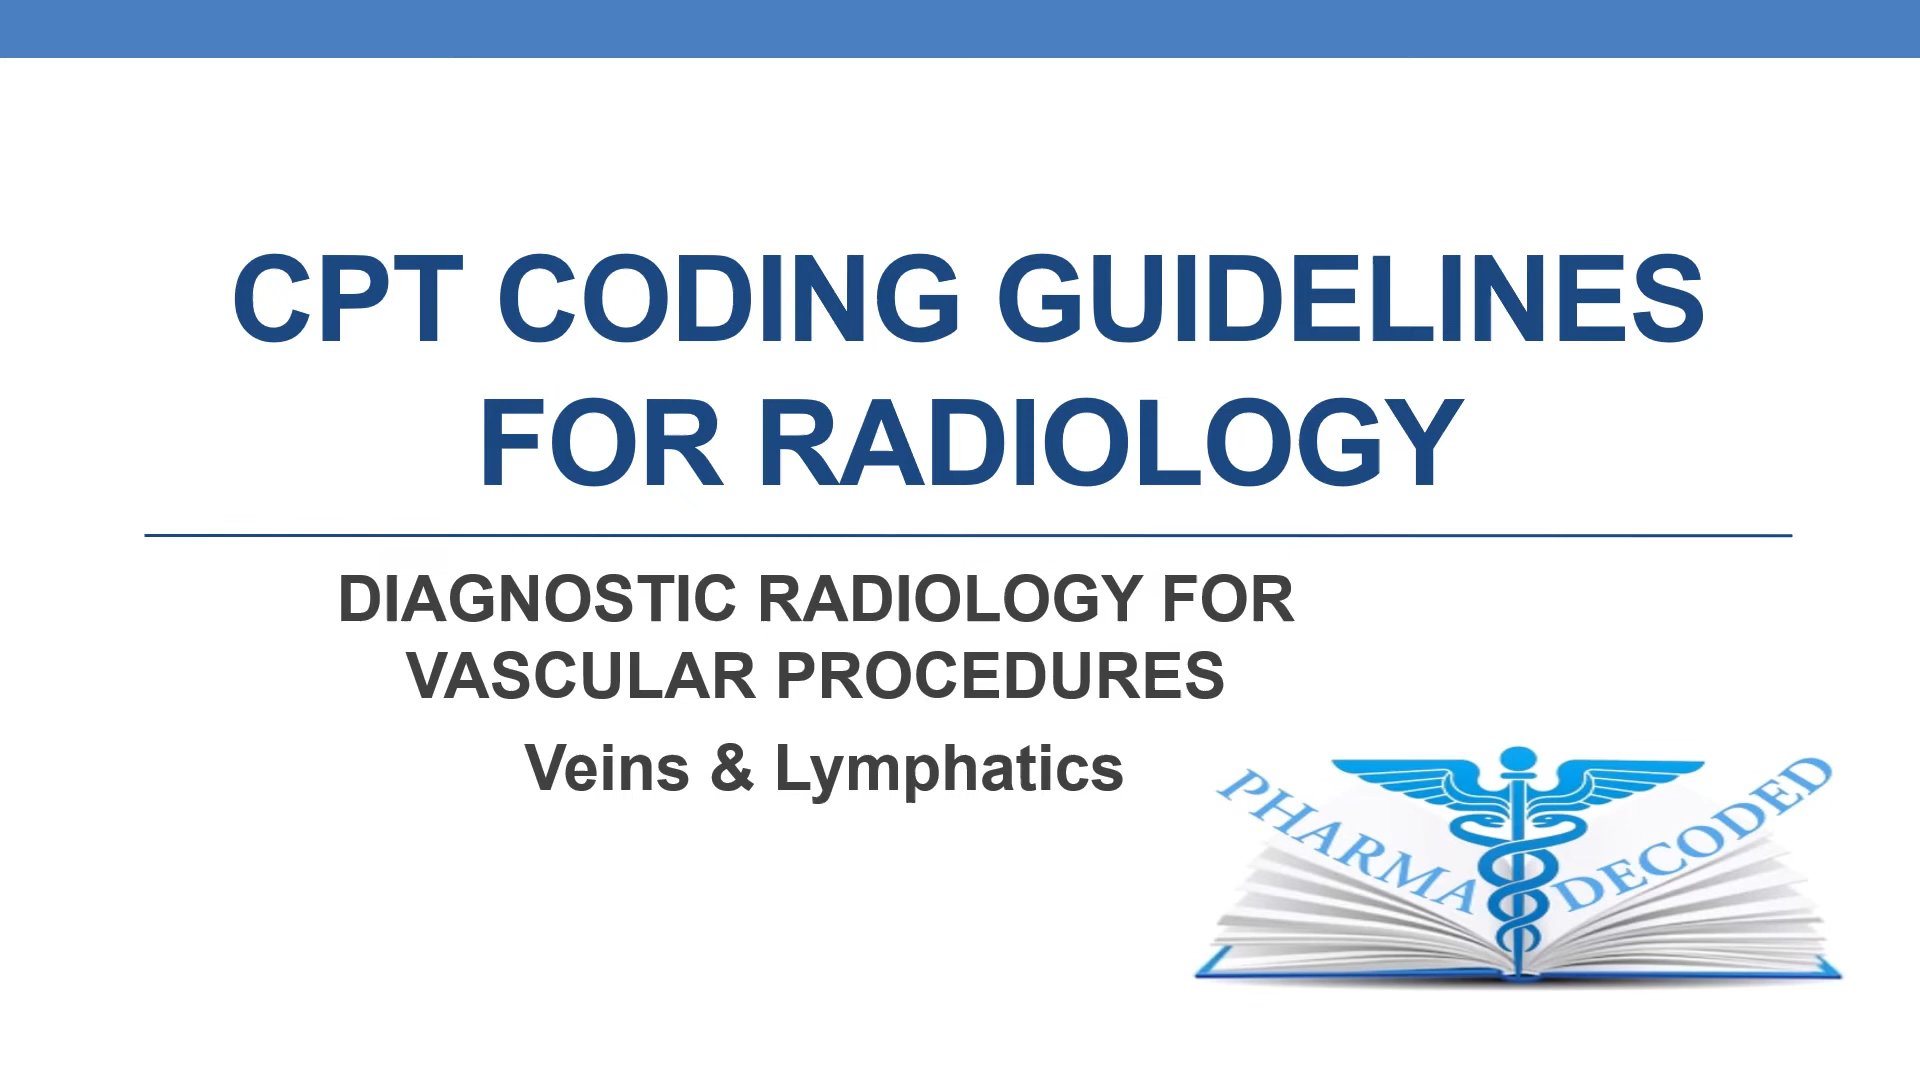 CPT CODING GUIDELINES
FOR RADIOLOGY
DIAGNOSTIC RADIOLOGY FOR
VASCULAR PROCEDURES
Veins & Lymphatics
PHARMA DECODED